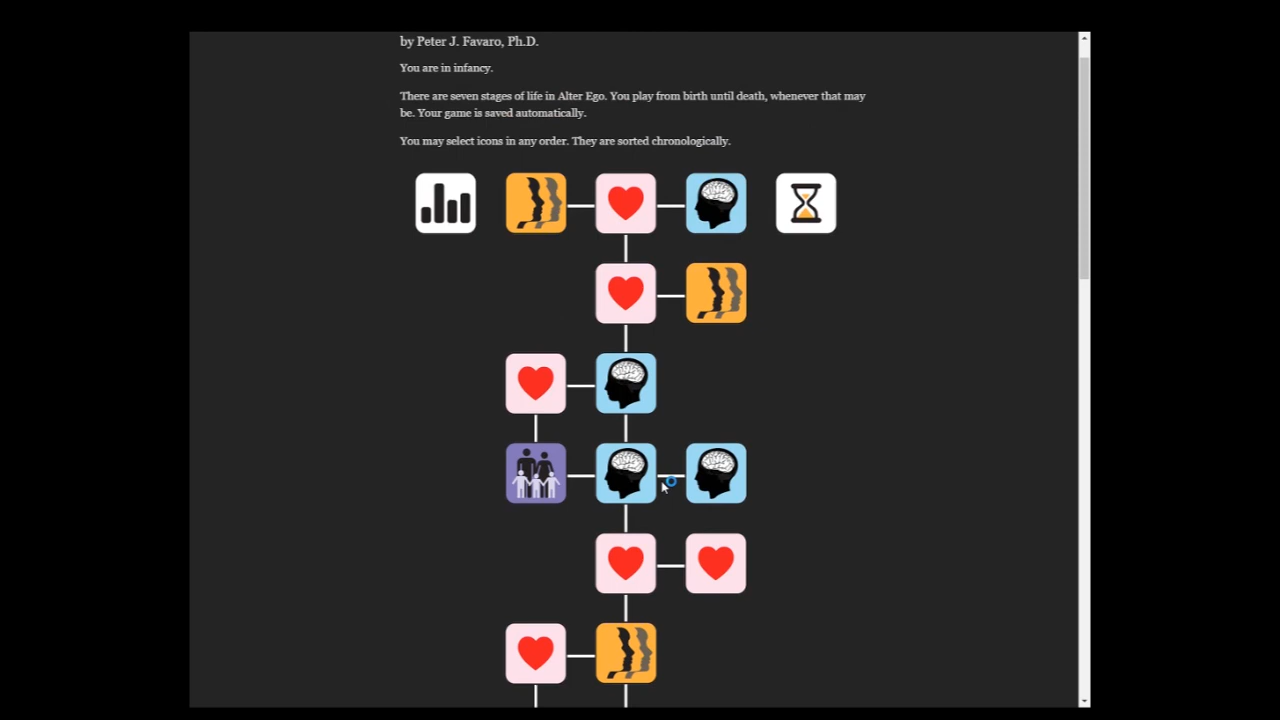 by Peter J. Favaro, Ph.D.
You are in infancy.
There are seven stages of life in Alter Ego. You play from birth until death, whenever that may
be. Your game is saved automatically.
You may select icons in any order. They are sorted chronologically.